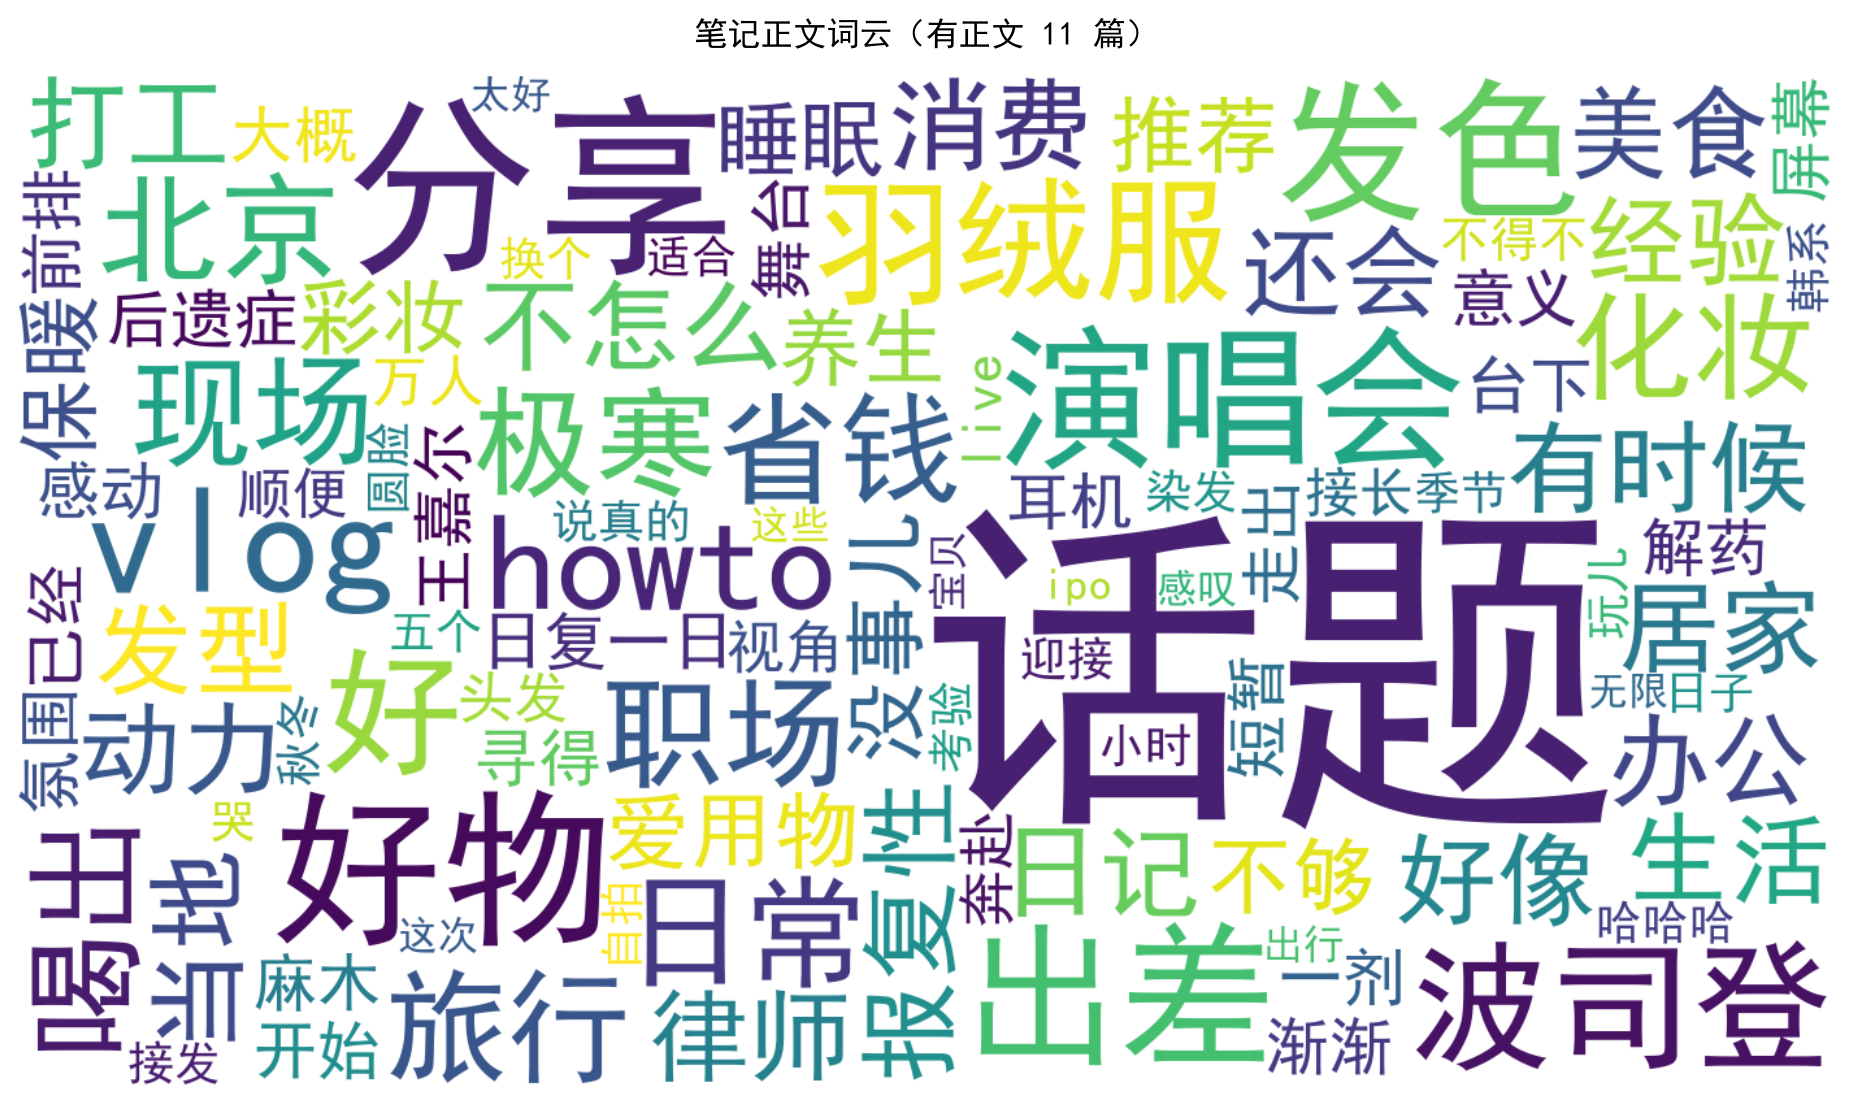 笔记正文词云（有正文 11 篇）
打工
大概
太好
分享
睡眠
消费
推荐
发色
美食
屏幕
前排
北京
换个
适合
舞台
羽绒服
还会
不得不
经验
意义
韩系
保暖
后遗症
彩妆
不怎么
养生
演唱会
台下
化妆
现场
万人
极寒
省钱
live
有时候
感动
顺便
圆脸
王嘉尔
说真的
这些
耳机
染发
接长
季节
走出
解药
vlog
howto
没事儿
宝贝
ipo
感叹
话题
玩儿
居家
已经
发型
五个
日复一日
视角
迎接
短暂
无限
日子
氛围
动力
秋冬
好
头发
寻得
职场
考验
小时
办公
哭
好物
爱用物
报复性
奔赴
日记
不够
好像
生活
喝出
当地
这次
自拍
日常
出差
出行
哈哈哈
麻木
开始
接发
旅行
律师
一剂
渐渐
波司登